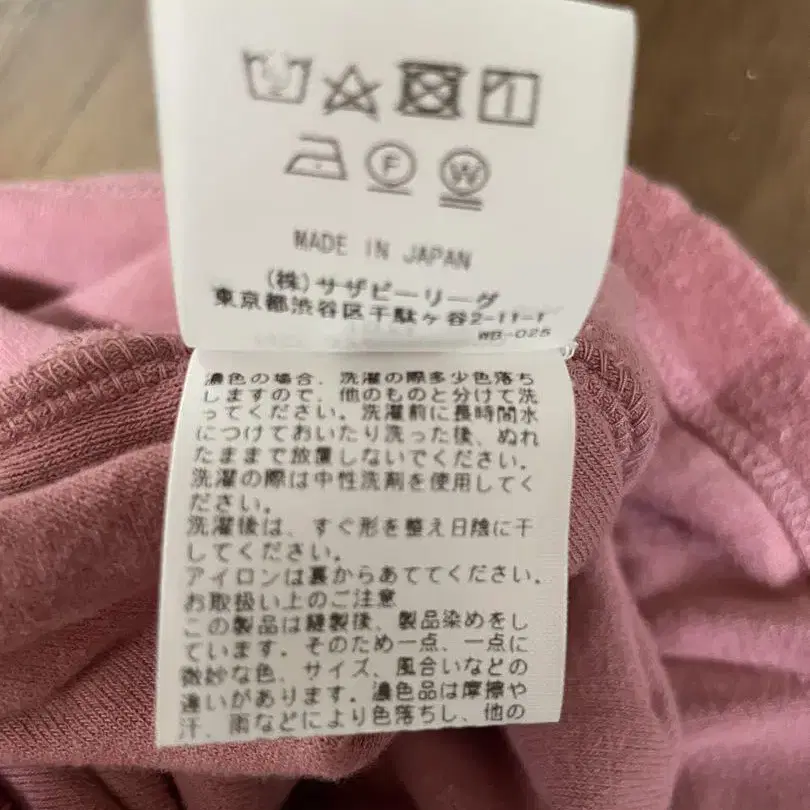 F W
MADE IN JAPAN
(株)サザビーリーグ
東京都渋谷区千駄ヶ谷2-11-1
WB-025
濃色の場合、洗濯の際多少色落ち
しますので、他のものと分けて洗
ってください。洗濯前に長時間水
につけておいたり洗った後、ぬれ
たままで放置しないでください。
洗濯の際は中性洗剤を使用してく
ださい。
洗濯後は、すぐ形を整え日陰に干
してください。
アイロンは裏からあててください。
お取扱い上のご注意
この製品は縫製後、製品染めをし
ています。そのため一点、一点に
微妙な色、サイズ、風合いなどの
違いがあります。濃色品は摩擦や
汗、雨などにより色落ちし、他の